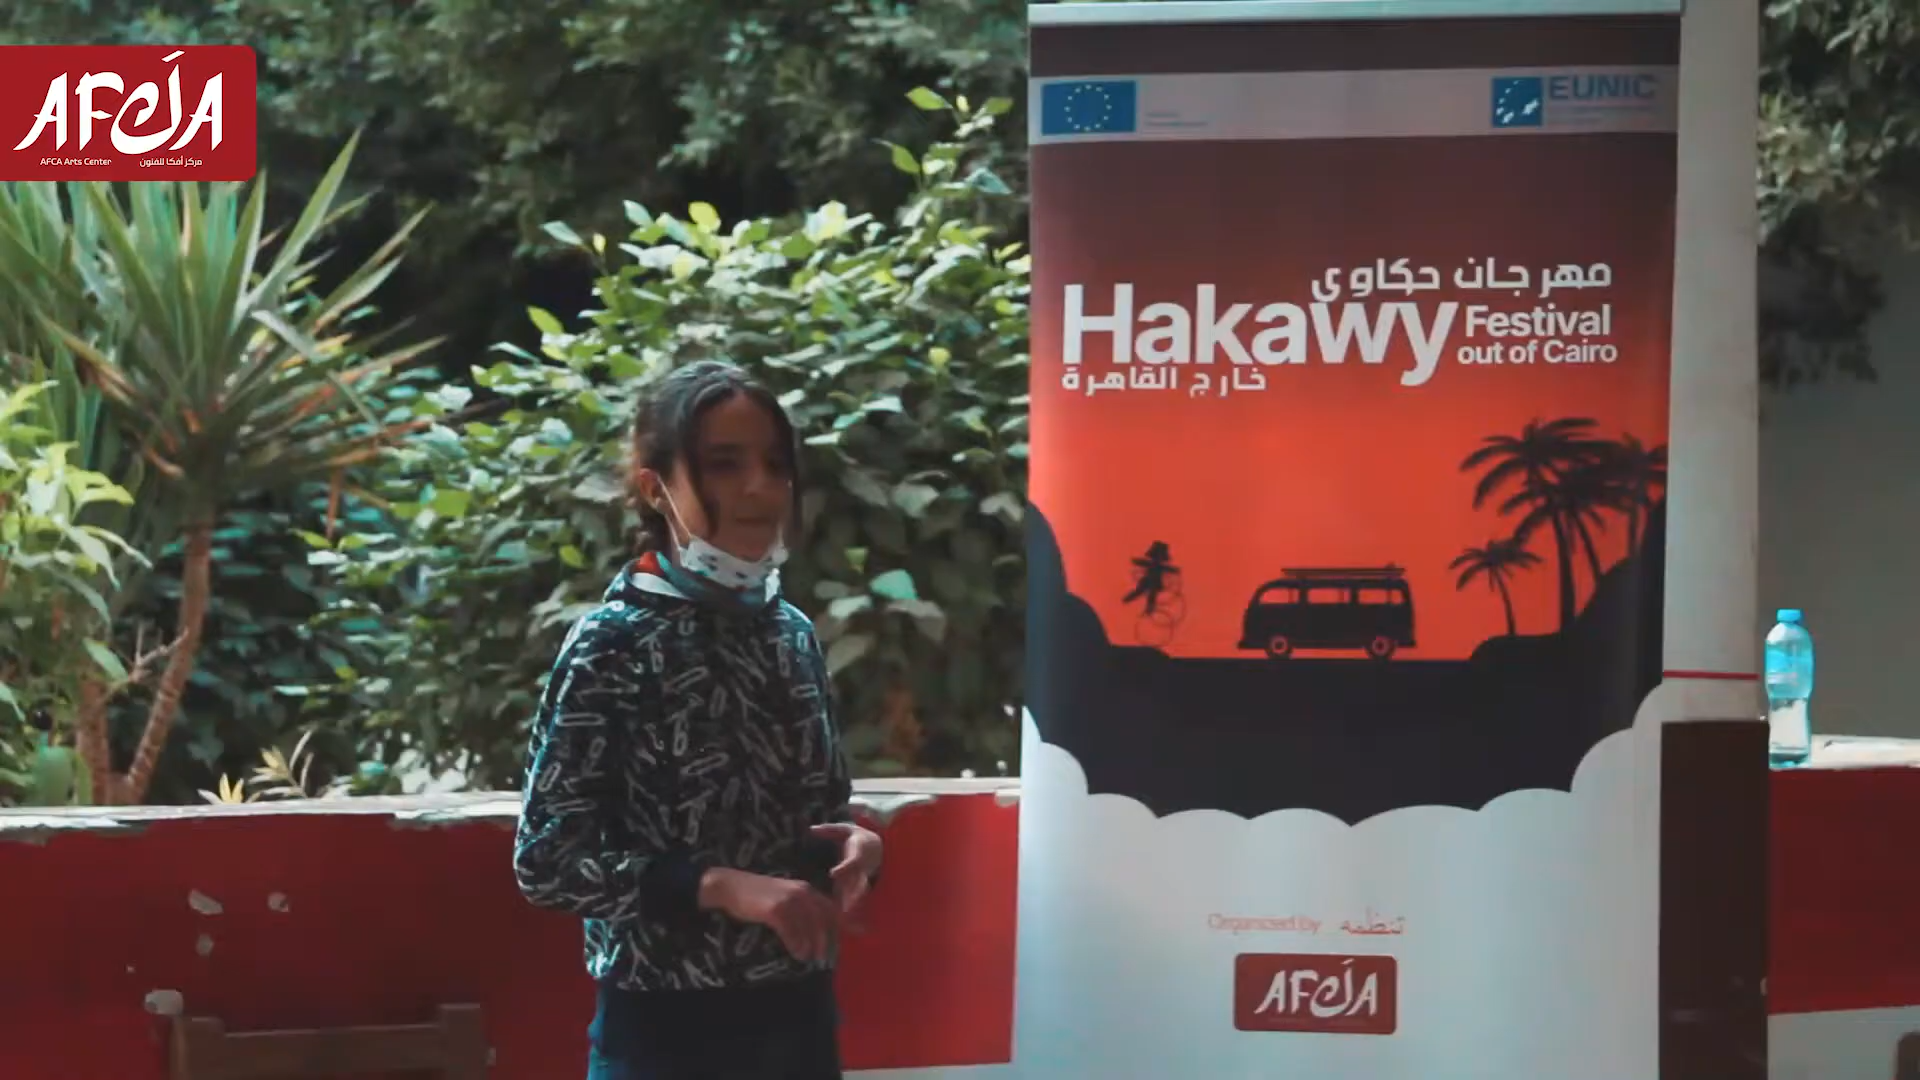 AFCA
AFCA Arts Center
مركز أفكا للفنون
EUNIC
مهرجان حكاوي
Hakawy Festival
out of Cairo
خارج القاهرة
Organized By تنظمه
AFCA